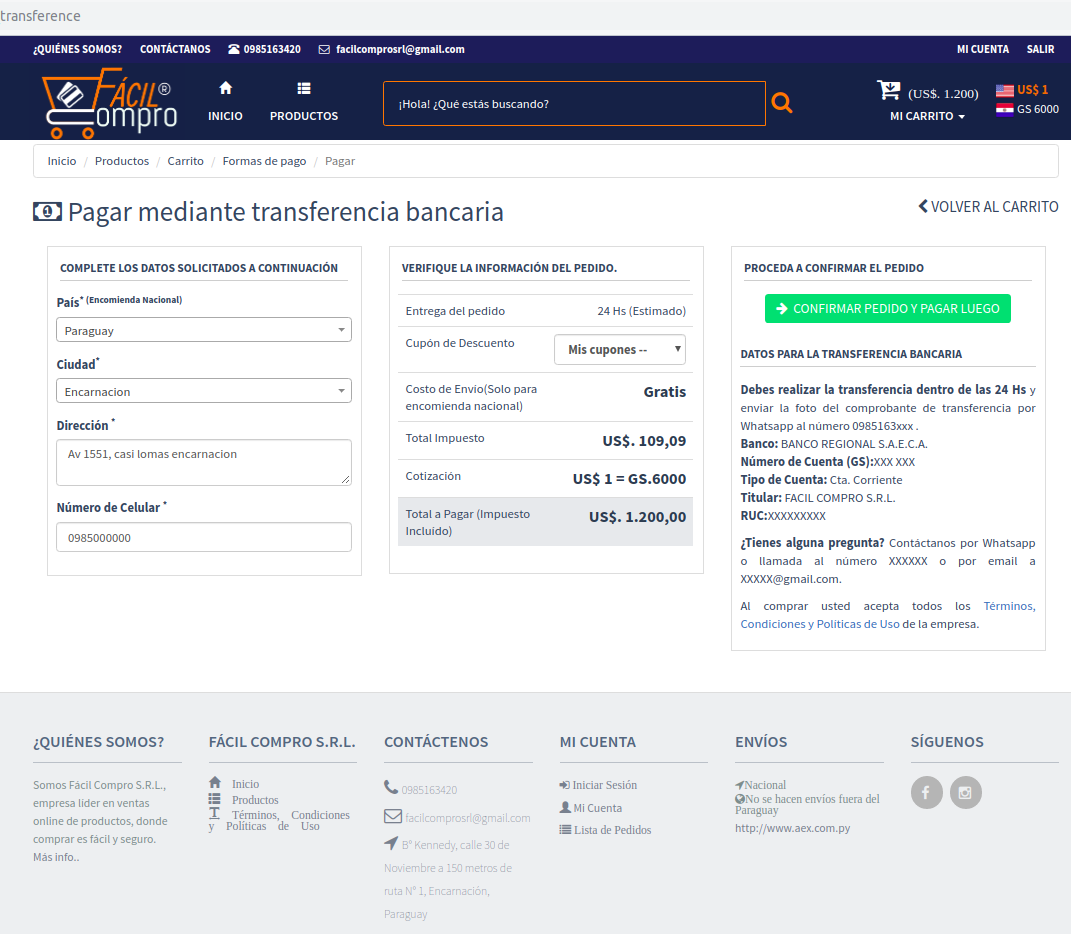 transference
¿QUIÉNES SOMOS? CONTÁCTANOS 0985163420 facilcomprosrl@gmail.com MI CUENTA SALIR
FÁCIL ®
Compro
INICIO PRODUCTOS
¡Hola! ¿Qué estás buscando?
(US$. 1.200)
MI CARRITO
US$ 1
GS 6000
Inicio / Productos / Carrito / Formas de pago / Pagar
Pagar mediante transferencia bancaria
VOLVER AL CARRITO
COMPLETE LOS DATOS SOLICITADOS A CONTINUACIÓN
País* (Encomienda Nacional)
Paraguay
Ciudad*
Encarnacion
Dirección *
Av 1551, casi lomas encarnacion
Número de Celular *
0985000000
VERIFIQUE LA INFORMACIÓN DEL PEDIDO.
Entrega del pedido 24 Hs (Estimado)
Cupón de Descuento Mis cupones --
Costo de Envio(Solo para
encomienda nacional) Gratis
Total Impuesto US$. 109,09
Cotización US$ 1 = GS.6000
Total a Pagar (Impuesto
Incluido) US$. 1.200,00
PROCEDA A CONFIRMAR EL PEDIDO
CONFIRMAR PEDIDO Y PAGAR LUEGO
DATOS PARA LA TRANSFERENCIA BANCARIA
Debes realizar la transferencia dentro de las 24 Hs y
enviar la foto del comprobante de transferencia por
Whatsapp al número 0985163xxx .
Banco: BANCO REGIONAL S.A.E.C.A.
Número de Cuenta (GS):XXX XXX
Tipo de Cuenta: Cta. Corriente
Titular: FACIL COMPRO S.R.L.
RUC:XXXXXXXXX
¿Tienes alguna pregunta? Contáctanos por Whatsapp
o llamada al número XXXXXX o por email a
XXXXX@gmail.com.
Al comprar usted acepta todos los Términos,
Condiciones y Políticas de Uso de la empresa.
¿QUIÉNES SOMOS?
Somos Fácil Compro S.R.L.,
empresa lider en ventas
online de productos, donde
comprar es fácil y seguro.
Más info..
FÁCIL COMPRO S.R.L.
Inicio
Productos
Términos, Condiciones
y Políticas de Uso
CONTÁCTENOS
0985163420
facilcomprosrl@gmail.com
B° Kennedy, calle 30 de
Noviembre a 150 metros de
ruta N° 1, Encarnación,
Paraguay
MI CUENTA
Iniciar Sesión
Mi Cuenta
Lista de Pedidos
ENVÍOS
Nacional
No se hacen envíos fuera del
Paraguay
http://www.aex.com.py
SÍGUENOS